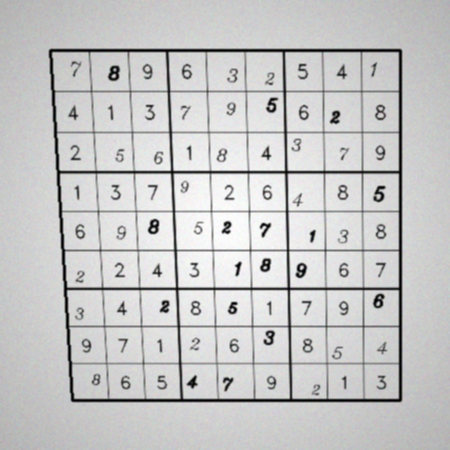 7 8 9 6 3 2 5 4 1
4 1 3 7 9 5 6 2 8
2 5 6 1 8 4 3 7 9
1 3 7 9 2 6 4 8 5
6 9 8 5 2 7 1 3 8
2 2 4 3 1 8 9 6 7
3 4 2 8 5 1 7 9 6
9 7 1 2 6 3 8 5 4
8 6 5 4 7 9 2 1 3